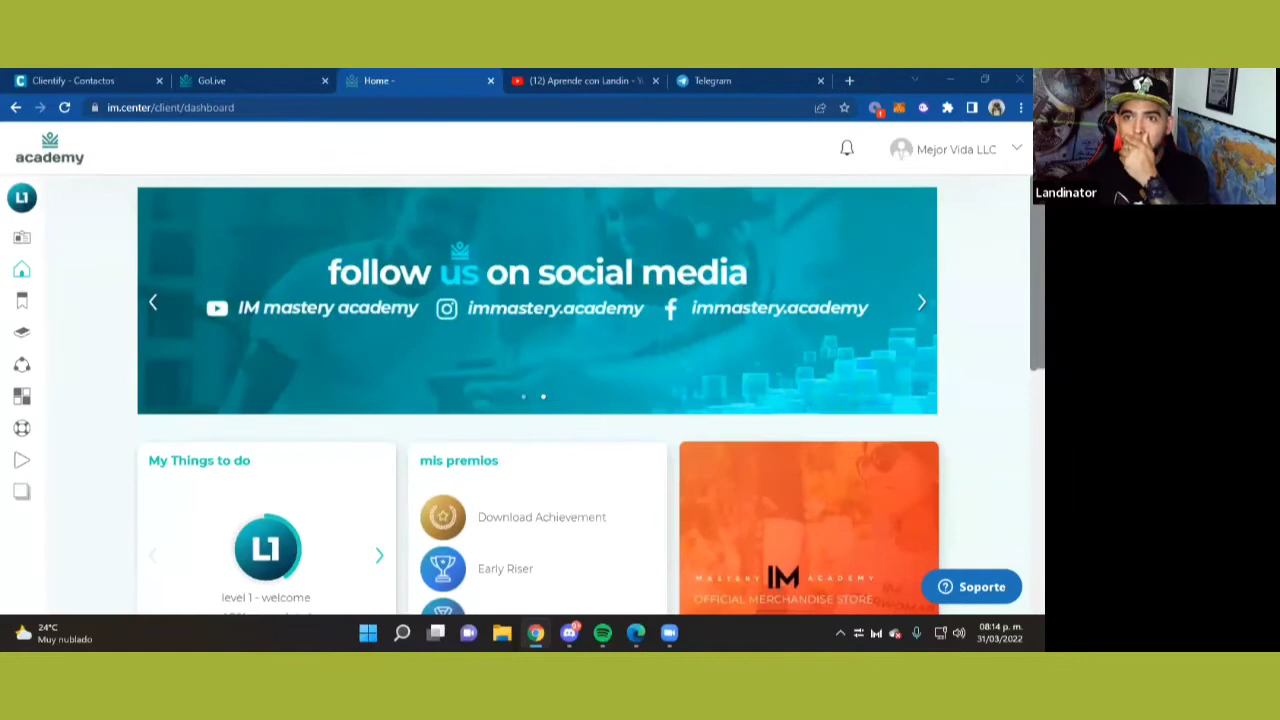 Clientify - Contactos
GoLive
Home -
(12) Aprende con Landin - Y
Telegram
im.center/client/dashboard
academy
Mejor Vida LLC
Landinator
L1
follow us on social media
IM mastery academy
immastery.academy
immastery.academy
My Things to do
mis premios
L1
Download Achievement
Early Riser
level 1 - welcome
MASTERY IM ACADEMY
OFFICIAL MERCHANDISE STORE
Soporte
24°C
Muy nublado
08:14 p. m.
31/03/2022